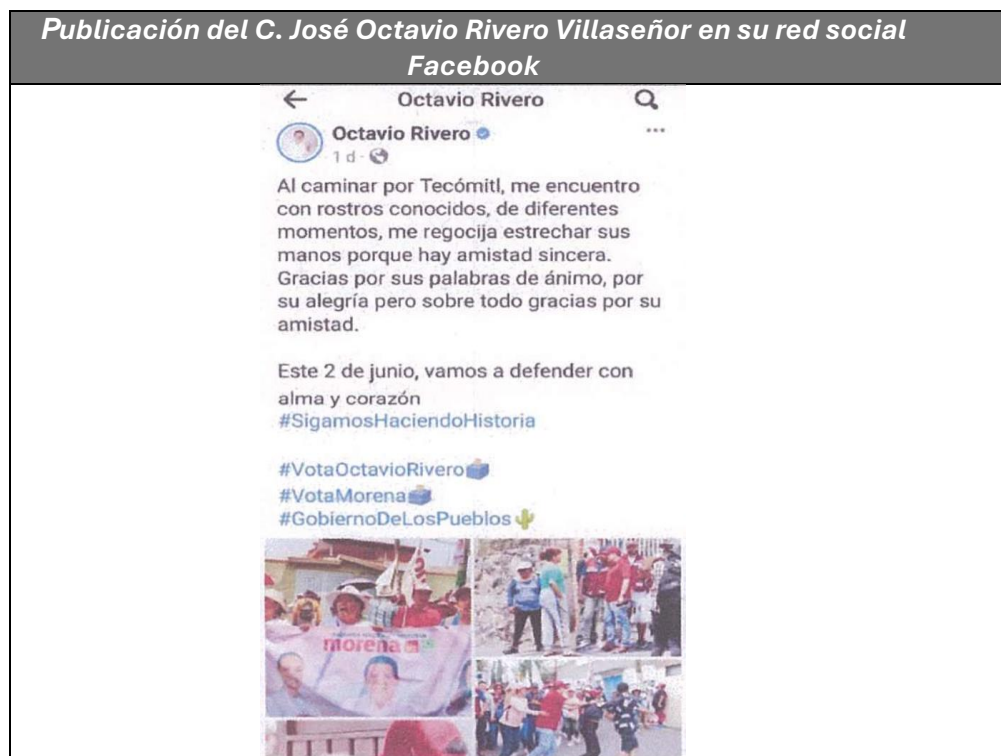 Publicación del C. José Octavio Rivero Villaseñor en su red social
Facebook
Octavio Rivero
Octavio Rivero
1 d
Al caminar por Tecómitl, me encuentro
con rostros conocidos, de diferentes
momentos, me regocija estrechar sus
manos porque hay amistad sincera.
Gracias por sus palabras de ánimo, por
su alegría pero sobre todo gracias por su
amistad.
Este 2 de junio, vamos a defender con
alma y corazón
#SigamosHaciendoHistoria
#VotaOctavioRivero🗳️
#VotaMorena🗳️
#GobiernoDeLosPueblos🌵
morena